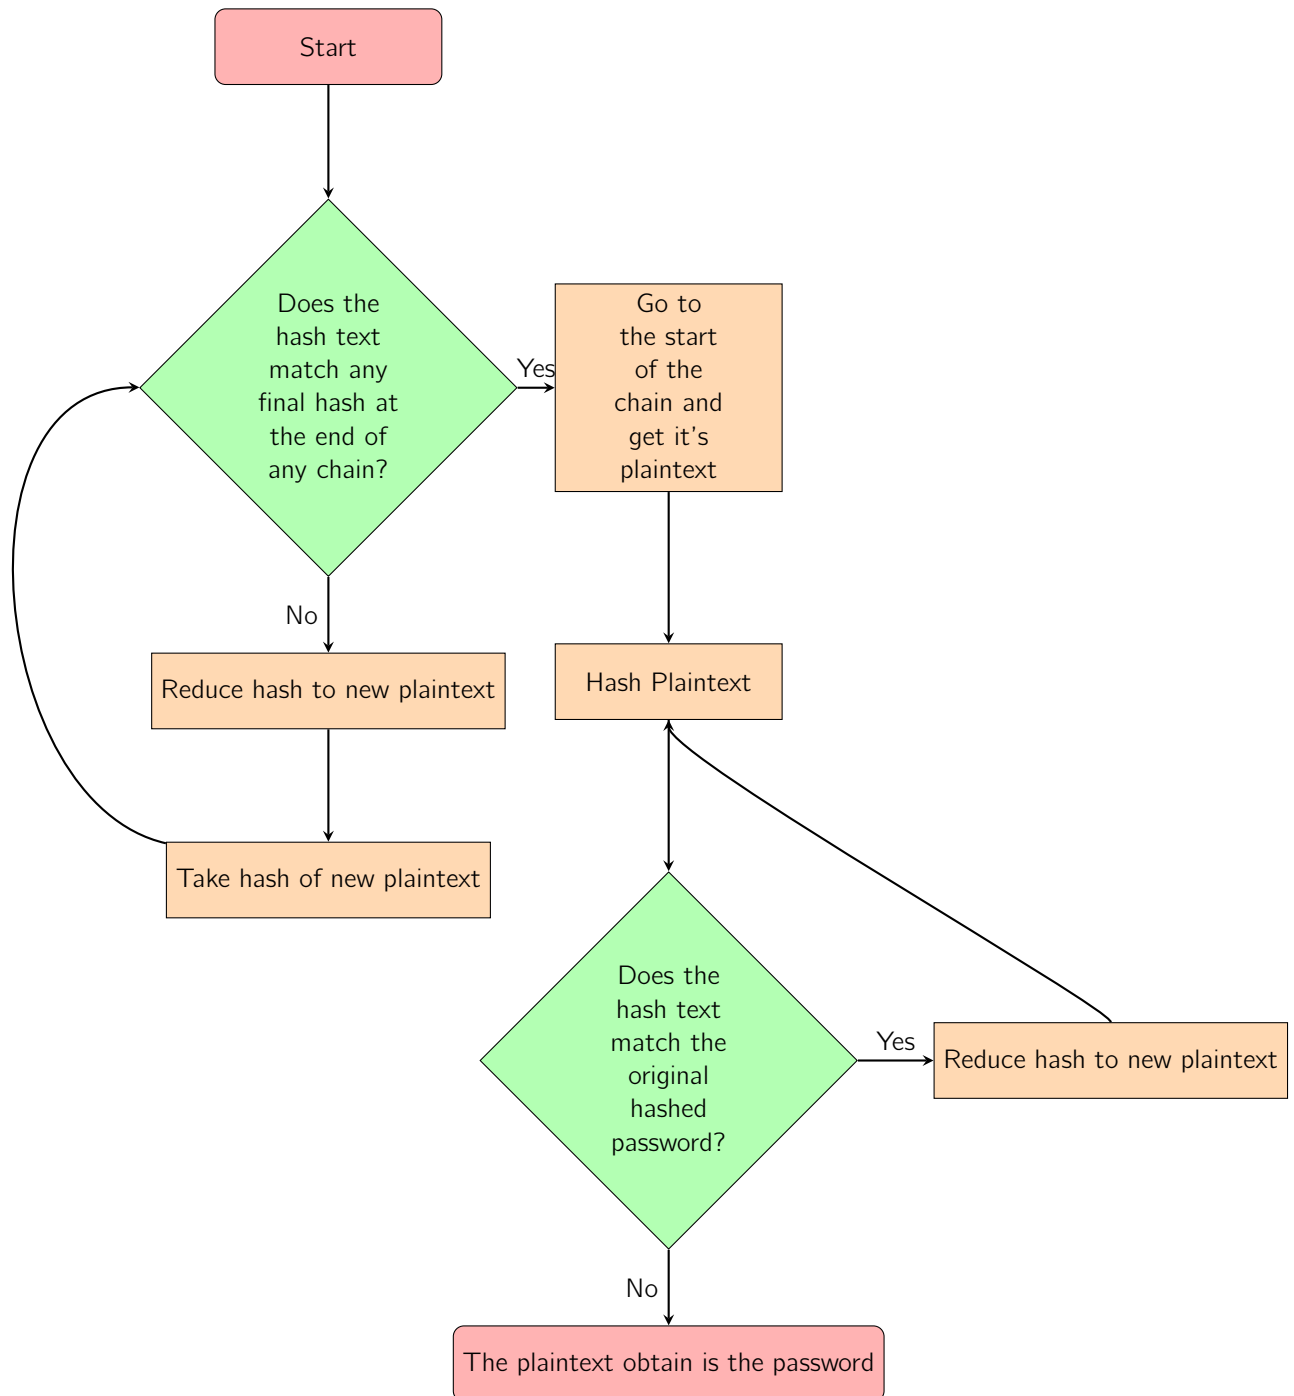 Start
Does the
hash text
match any
final hash at
the end of
any chain?
Yes
Go to
the start
of the
chain and
get it's
plaintext
No
Reduce hash to new plaintext
Hash Plaintext
Take hash of new plaintext
Does the
hash text
match the
original
hashed
password?
Yes
Reduce hash to new plaintext
No
The plaintext obtain is the password